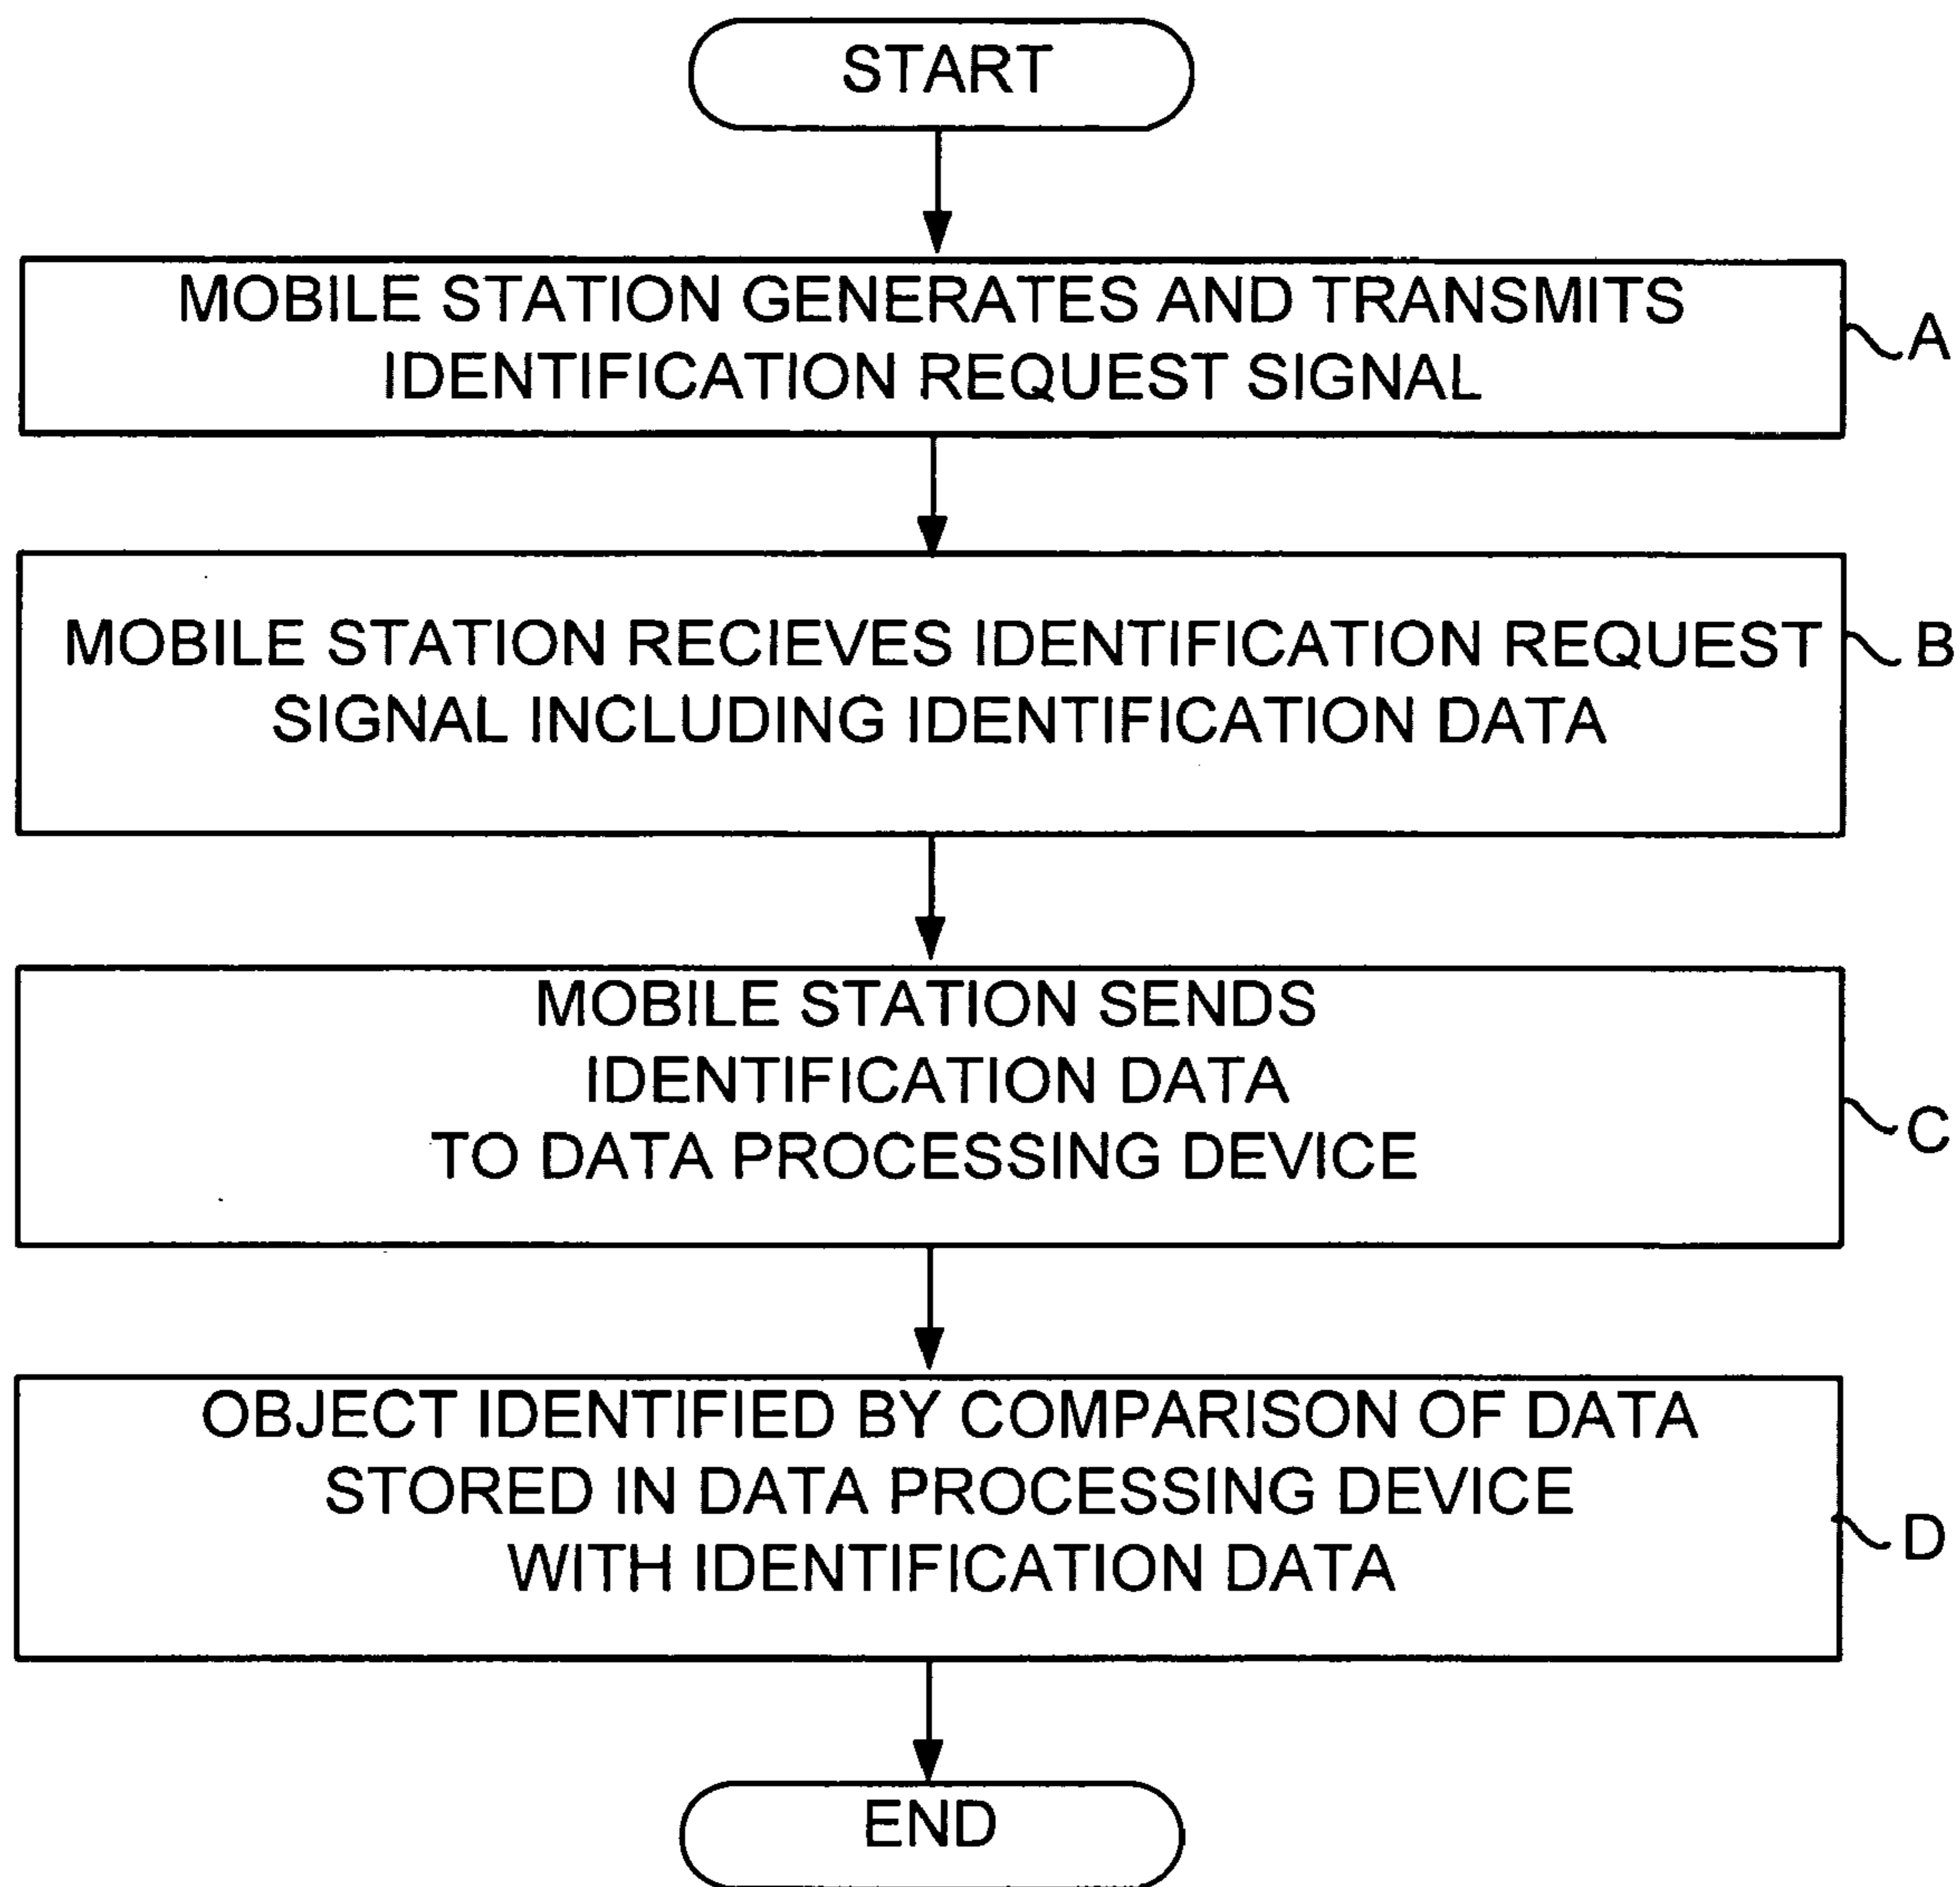 START
MOBILE STATION GENERATES AND TRANSMITS
IDENTIFICATION REQUEST SIGNAL
A
MOBILE STATION RECIEVES IDENTIFICATION REQUEST
SIGNAL INCLUDING IDENTIFICATION DATA
B
MOBILE STATION SENDS
IDENTIFICATION DATA
TO DATA PROCESSING DEVICE
C
OBJECT IDENTIFIED BY COMPARISON OF DATA
STORED IN DATA PROCESSING DEVICE
WITH IDENTIFICATION DATA
D
END